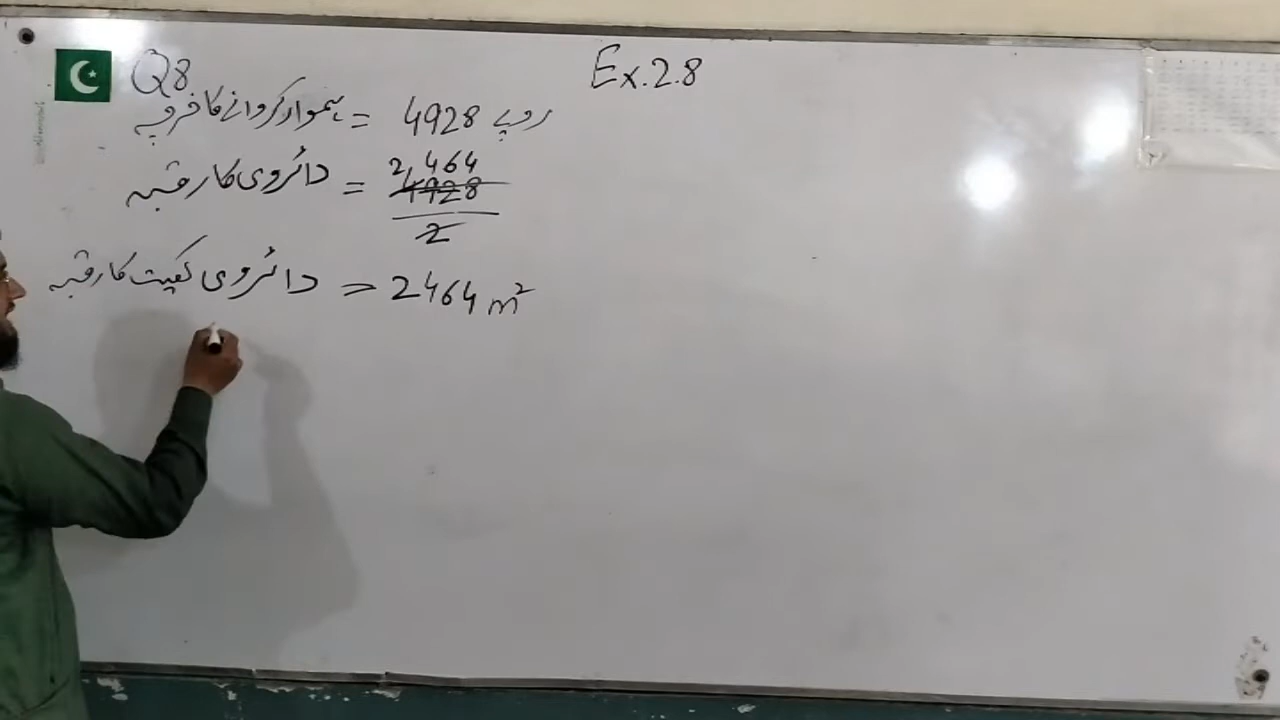 Q8
Ex.2.8
ہموار کروانے کا خرچہ = 4928 روپے
دائروی کا رقبہ = 4928/2 2464
دائروی کھیت کا رقبہ = 2464 m²